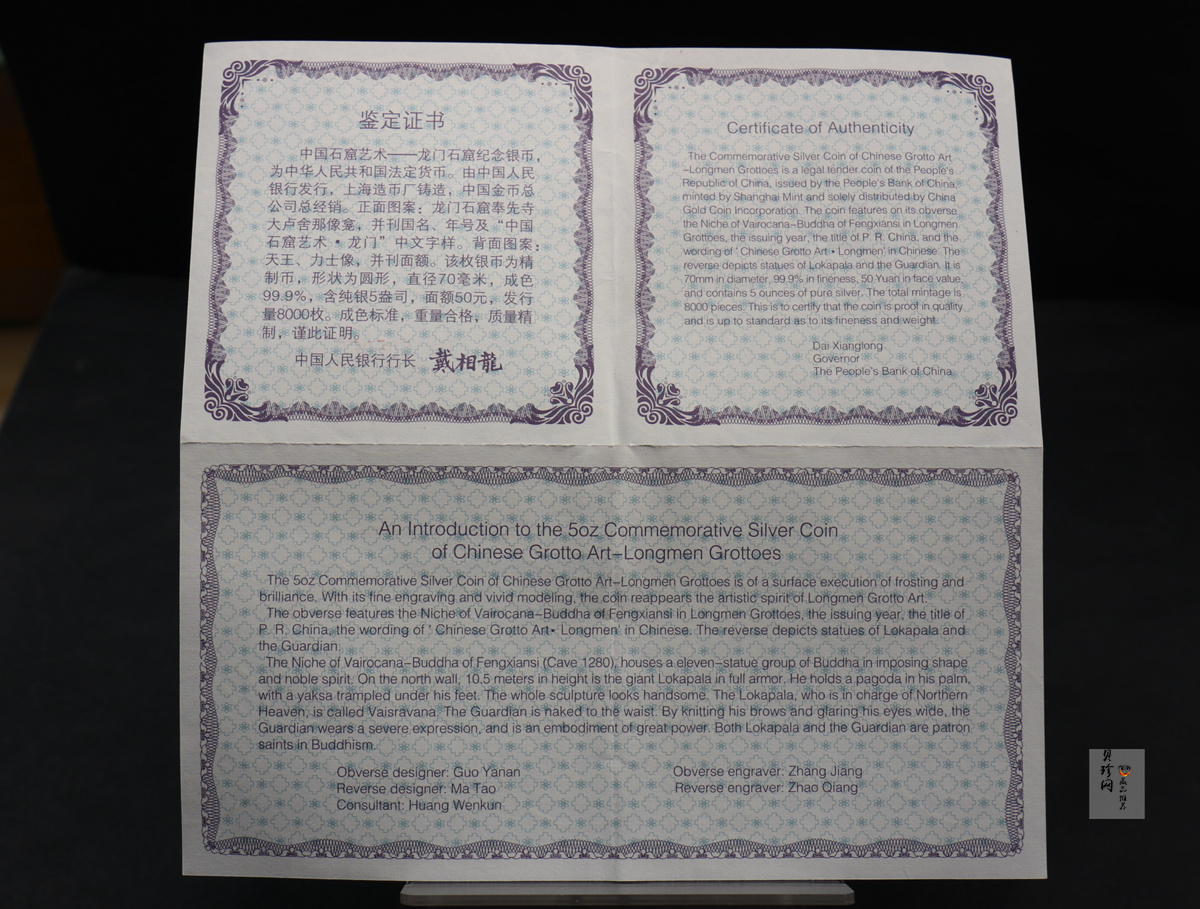 鉴定证书
中国石窟艺术——龙门石窟纪念银币，
为中华人民共和国法定货币。由中国人民
银行发行，上海造币厂铸造，中国金币总
公司总经销。正面图案：龙门石窟奉先寺
大卢舍那像龛，并刊国名、年号及“中国
石窟艺术·龙门”中文字样。背面图案：
天王、力士像，并刊面额。该枚银币为精
制币，形状为圆形，直径70毫米，成色
99.9%，含纯银5盎司，面额50元，发行
量8000枚。成色标准，重量合格，质量精
制，谨此证明。
中国人民银行行长 戴相龍
Certificate of Authenticity
The Commemorative Silver Coin of Chinese Grotto Art
-Longmen Grottoes is a legal tender coin of the People's
Republic of China, issued by the People's Bank of China,
minted by Shanghai Mint and solely distributed by China
Gold Coin Incorporation. The coin features on its obverse
the Niche of Vairocana-Buddha of Fengxiansi in Longmen
Grottoes, the issuing year, the title of P. R. China, and the
wording of ' Chinese Grotto Art • Longmen' in Chinese. The
reverse depicts statues of Lokapala and the Guardian. It is
70mm in diameter, 99.9% in fineness, 50 Yuan in face value,
and contains 5 ounces of pure silver. The total mintage is
8000 pieces. This is to certify that the coin is proof in quality
and is up to standard as to its fineness and weight.
Dai Xianglong
Governor
The People's Bank of China
An Introduction to the 5oz Commemorative Silver Coin
of Chinese Grotto Art-Longmen Grottoes
The 5oz Commemorative Silver Coin of Chinese Grotto Art-Longmen Grottoes is of a surface execution of frosting and
brilliance. With its fine engraving and vivid modeling, the coin reappears the artistic spirit of Longmen Grotto Art.
The obverse features the Niche of Vairocana-Buddha of Fengxiansi in Longmen Grottoes, the issuing year, the title of
P. R. China, the wording of ' Chinese Grotto Art• Longmen' in Chinese. The reverse depicts statues of Lokapala and
the Guardian.
The Niche of Vairocana-Buddha of Fengxiansi (Cave 1280), houses a eleven-statue group of Buddha in imposing shape
and noble spirit. On the north wall, 10.5 meters in height is the giant Lokapala in full armor. He holds a pagoda in his palm,
with a yaksa trampled under his feet. The whole sculpture looks handsome. The Lokapala, who is in charge of Northern
Heaven, is called Vaisravana. The Guardian is naked to the waist. By knitting his brows and glaring his eyes wide, the
Guardian wears a severe expression, and is an embodiment of great power. Both Lokapala and the Guardian are patron
saints in Buddhism.
Obverse designer: Guo Yanan
Reverse designer: Ma Tao
Consultant: Huang Wenkun
Obverse engraver: Zhang Jiang
Reverse engraver: Zhao Qiang
贝珍网